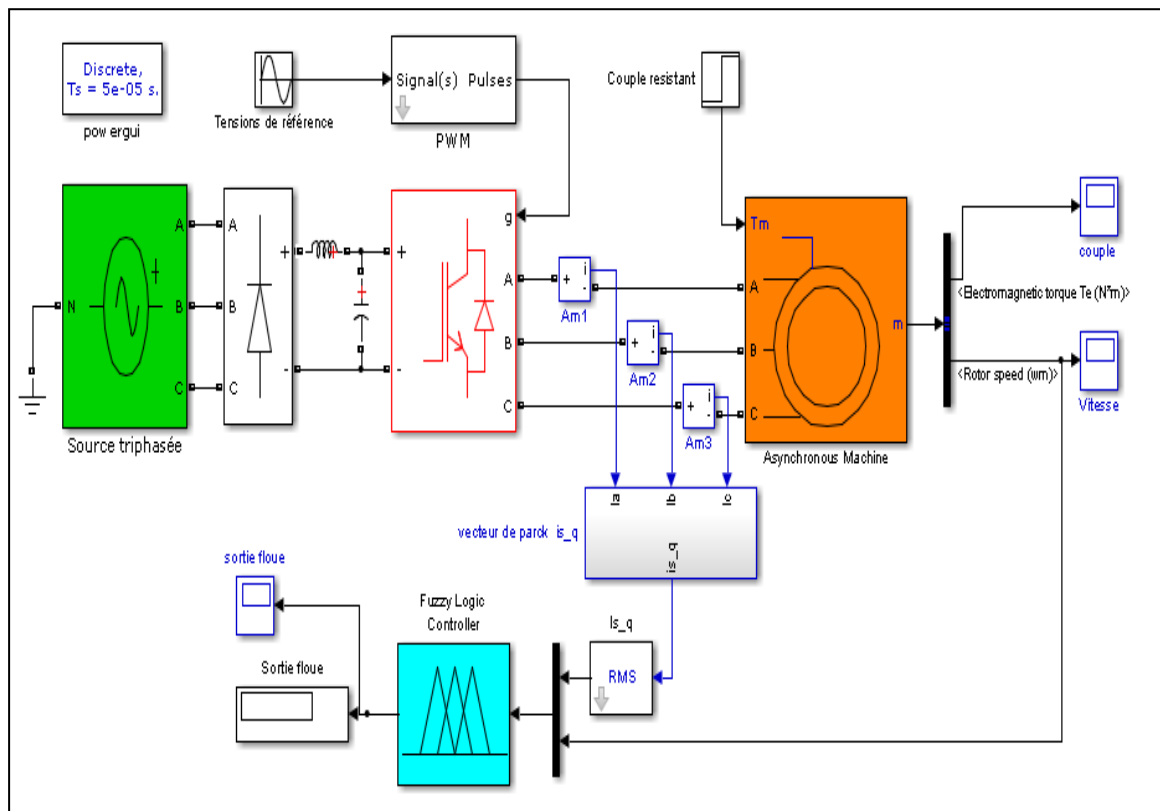 Discrete,
Ts = 5e-05 s.
pow ergui
Tensions de référence
Signal(s) Pulses
PWM
Couple resistant
N
A
B
C
Source triphasée
A
B
C
+
-
+
-
g
A
B
C
+
i
-
Am1
+
i
-
Am2
+
i
-
Am3
Tm
A
B
C
m
Asynchronous Machine
couple
<Electromagnetic torque Te (N*m)>
<Rotor speed (wm)>
Vitesse
Ia
Ib
Ic
is_q
vecteur de parck is_q
Is_q
RMS
Fuzzy Logic
Controller
sortie floue
Sortie floue